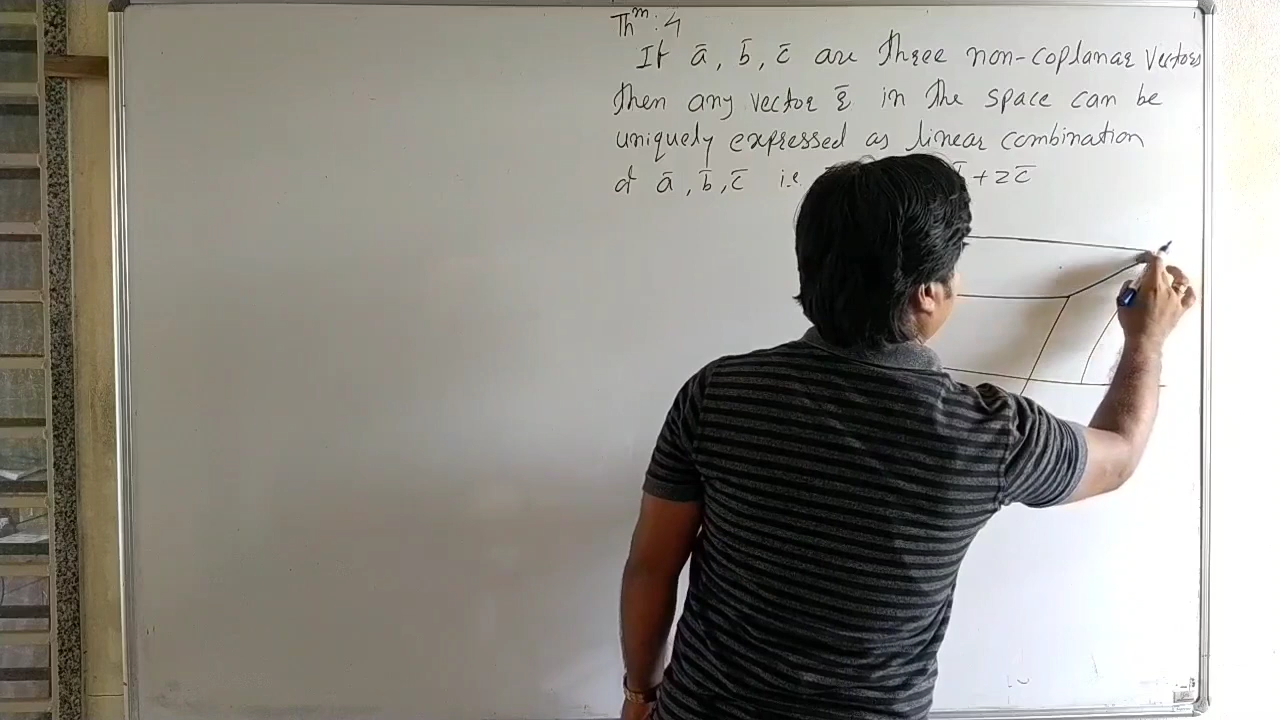 Thm : 4
If a̅, b̅, c̅ are three non-coplanar vectors
then any vector r̅ in the space can be
uniquely expressed as linear combination
of a̅, b̅, c̅ i.e. + zc̅